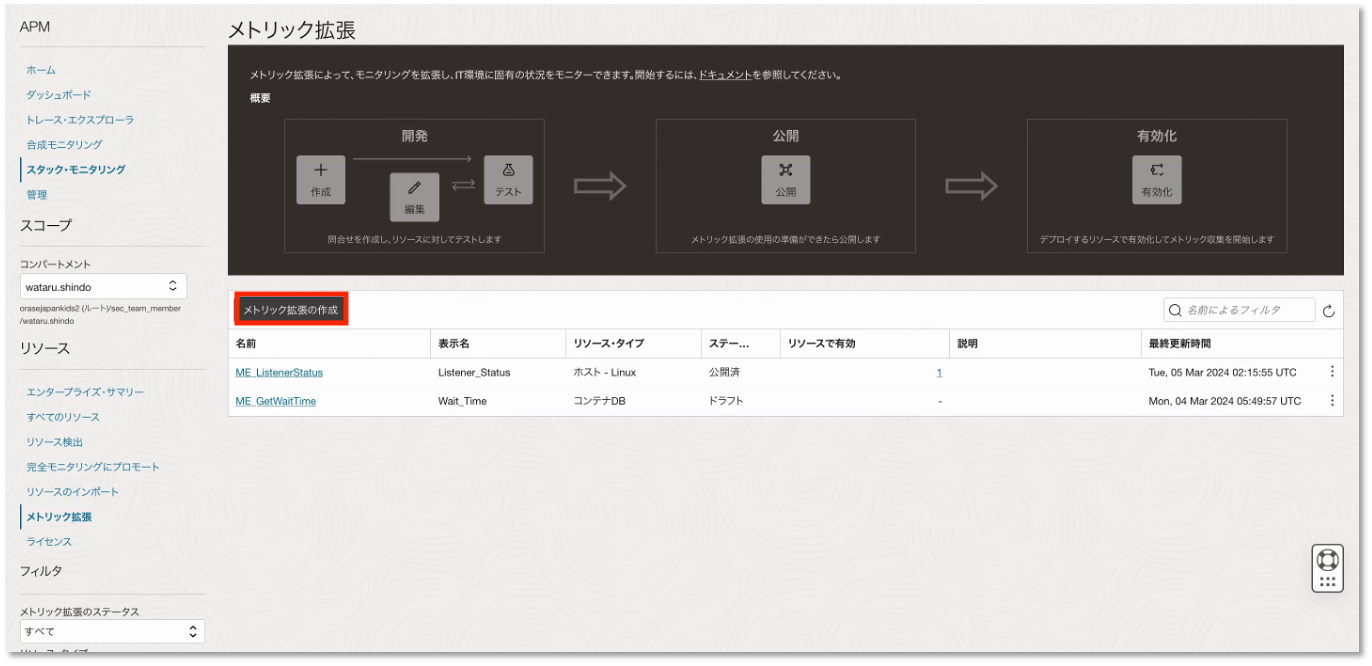 APM
ホーム
ダッシュボード
トレース・エクスプローラ
合成モニタリング
スタック・モニタリング
管理
スコープ
コンパートメント
wataru.shindo
orasejapankids2 (ルート)/sec_team_member
/wataru.shindo
リソース
エンタープライズ・サマリー
すべてのリソース
リソース検出
完全モニタリングにプロモート
リソースのインポート
メトリック拡張
ライセンス
フィルタ
メトリック拡張のステータス
すべて
リソース・タイプ
メトリック拡張
メトリック拡張によって、モニタリングを拡張し、IT環境に固有の状況をモニターできます。開始するには、ドキュメントを参照してください。
概要
開発
作成
編集
テスト
問合せを作成し、リソースに対してテストします
公開
公開
メトリック拡張の使用の準備ができたら公開します
有効化
有効化
デプロイするリソースで有効化してメトリック収集を開始します
メトリック拡張の作成
名前によるフィルタ
名前 表示名 リソース・タイプ ステー... リソースで有効 説明 最終更新時間
ME_ListenerStatus Listener_Status ホスト - Linux 公開済 1 Tue, 05 Mar 2024 02:15:55 UTC
ME_GetWaitTime Wait_Time コンテナDB ドラフト - Mon, 04 Mar 2024 05:49:57 UTC